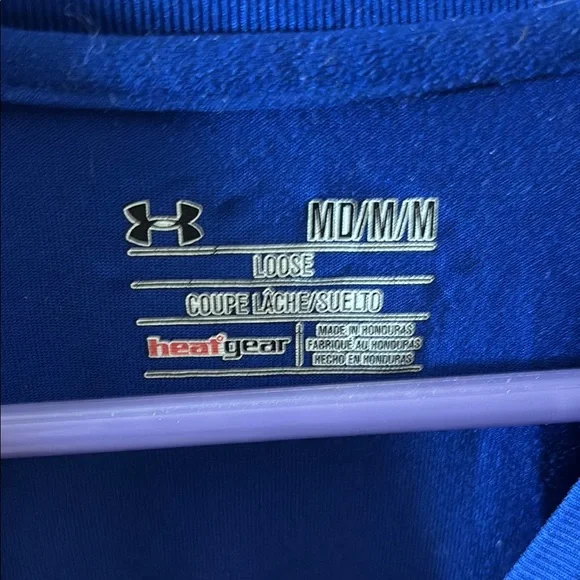 MD/M/M
LOOSE
COUPE LÂCHE/SUELTO
heatgear
MADE IN HONDURAS
FABRIQUÉ AU HONDURAS
HECHO EN HONDURAS